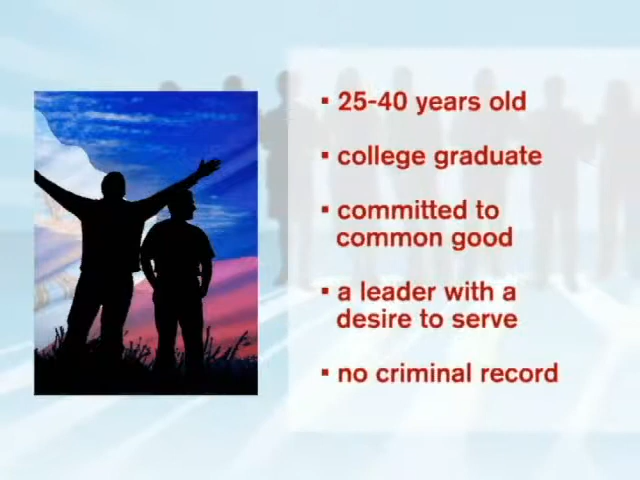 ▪ 25-40 years old
▪ college graduate
▪ committed to
common good
▪ a leader with a
desire to serve
▪ no criminal record